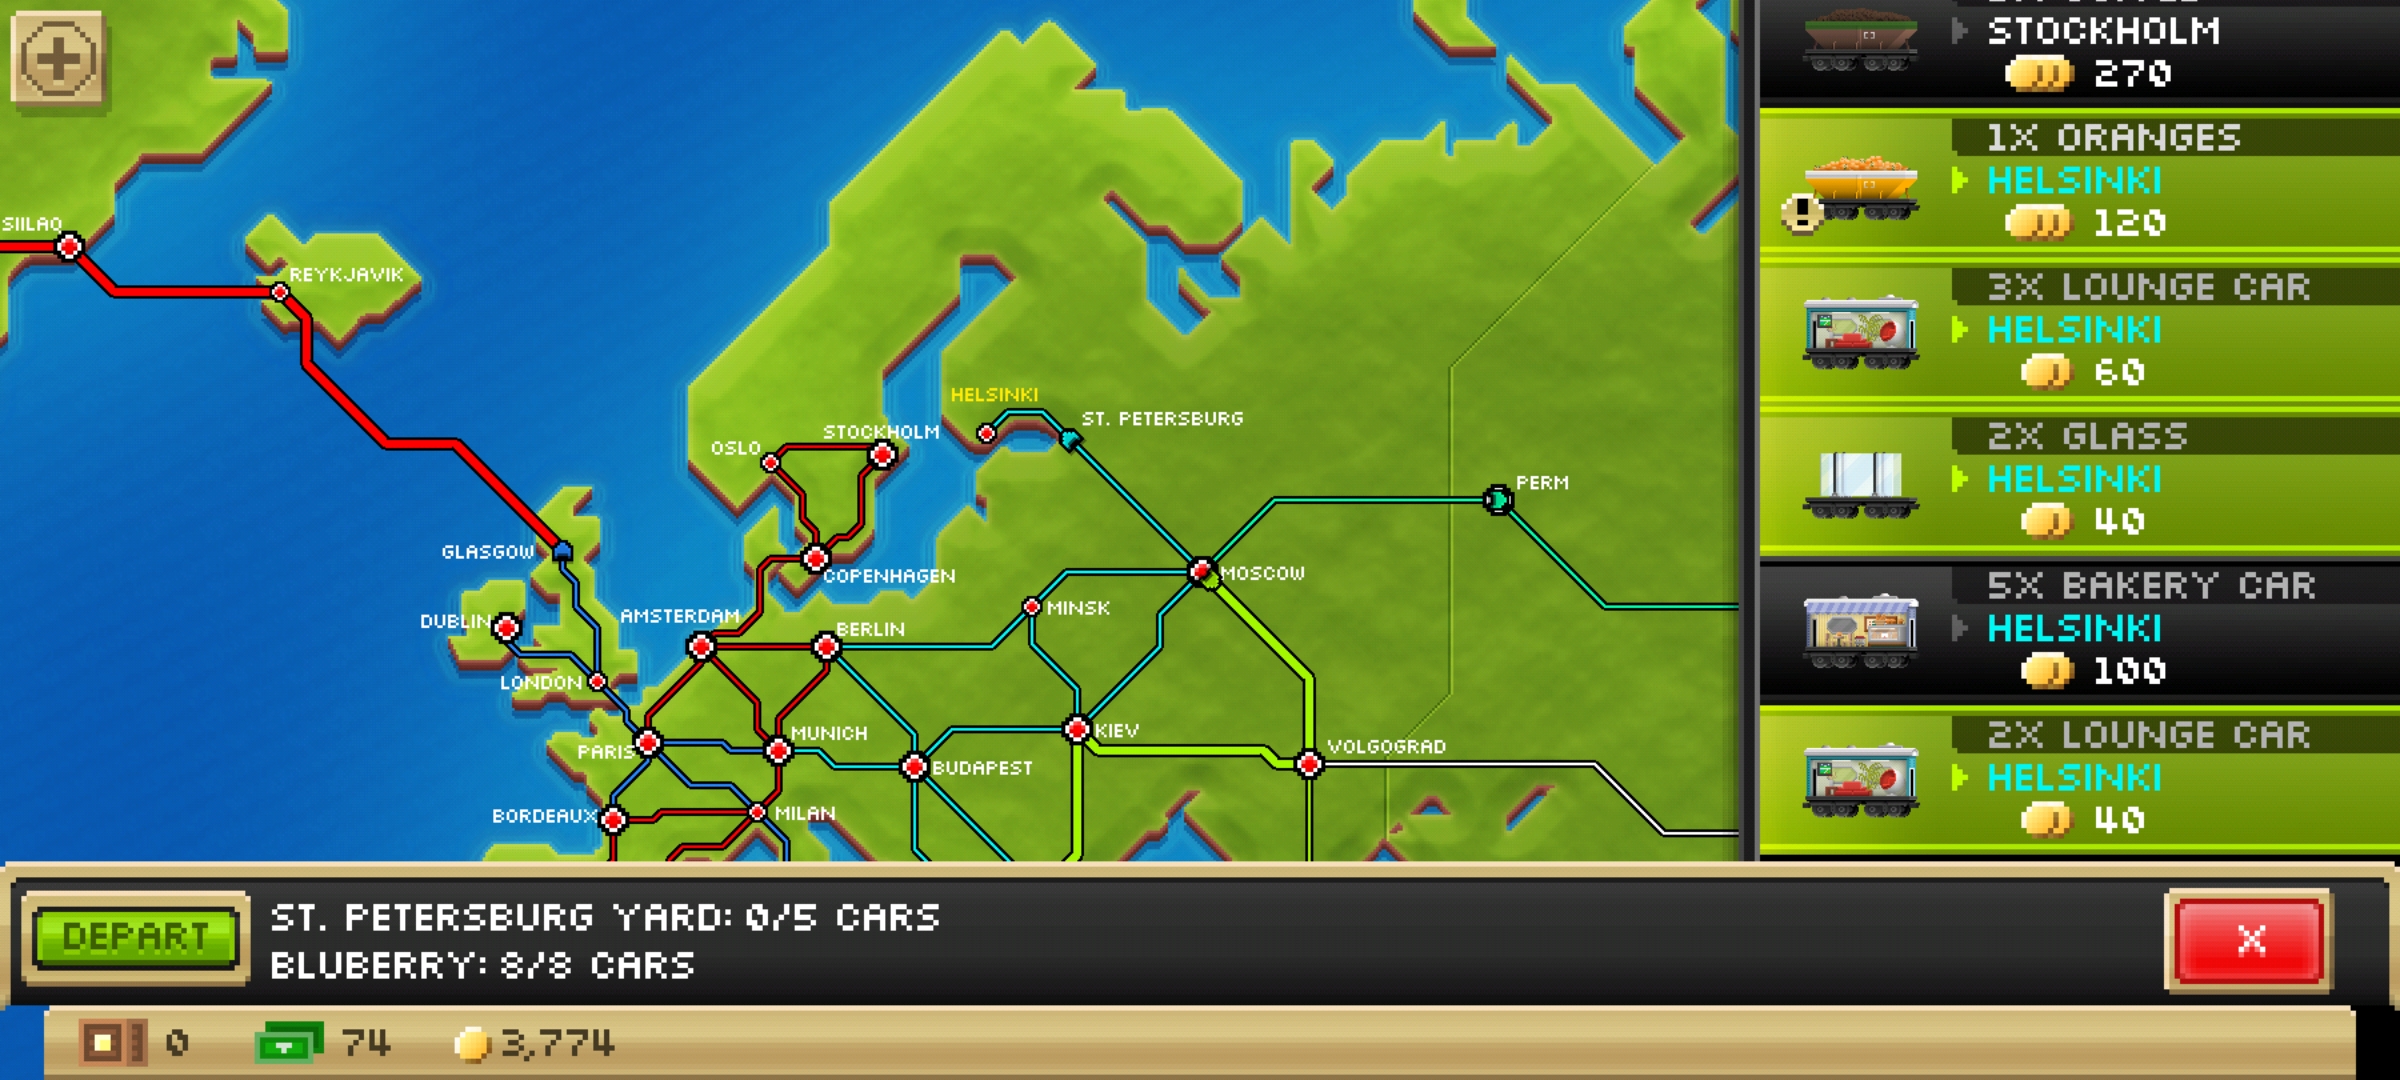 SIILAQ
REYKJAVIK
HELSINKI
ST. PETERSBURG
STOCKHOLM
OSLO
PERM
GLASGOW
COPENHAGEN
MOSCOW
DUBLIN
AMSTERDAM
BERLIN
MINSK
LONDON
PARIS
MUNICH
KIEV
VOLGOGRAD
BUDAPEST
BORDEAUX
MILAN
STOCKHOLM
270
1X ORANGES
HELSINKI
120
3X LOUNGE CAR
HELSINKI
60
2X GLASS
HELSINKI
40
5X BAKERY CAR
HELSINKI
100
2X LOUNGE CAR
HELSINKI
40
DEPART
ST. PETERSBURG YARD: 0/5 CARS
BLUBERRY: 8/8 CARS
X
0
74
3,774